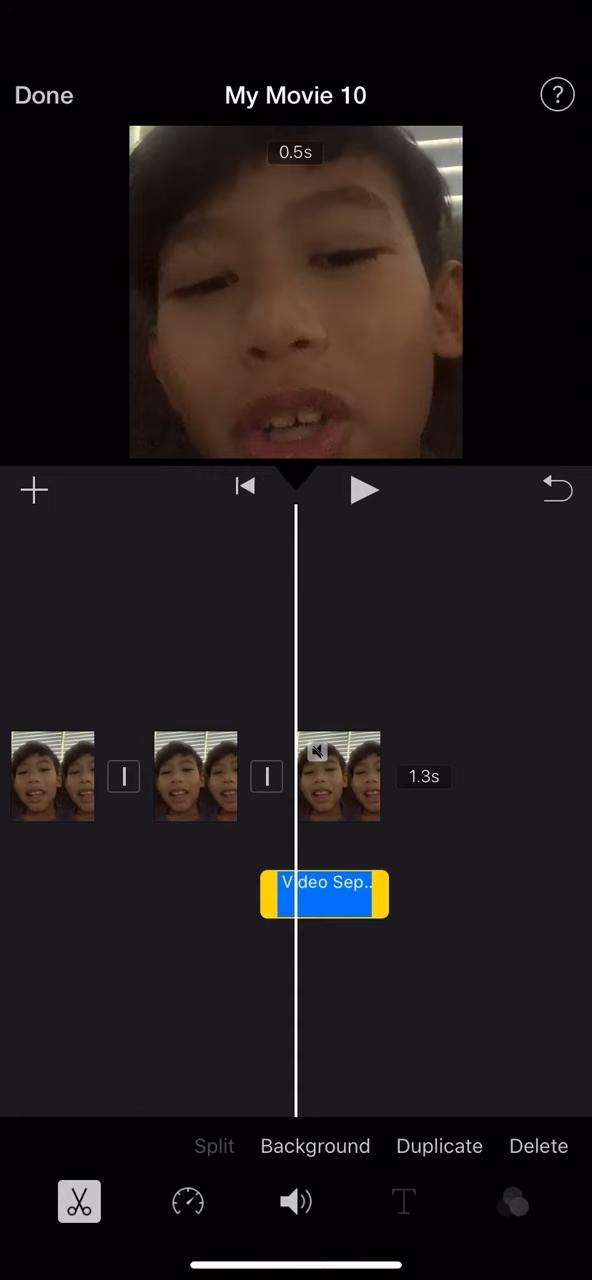 Done
My Movie 10
?
0.5s
1.3s
Video Sep..
Split
Background
Duplicate
Delete
T